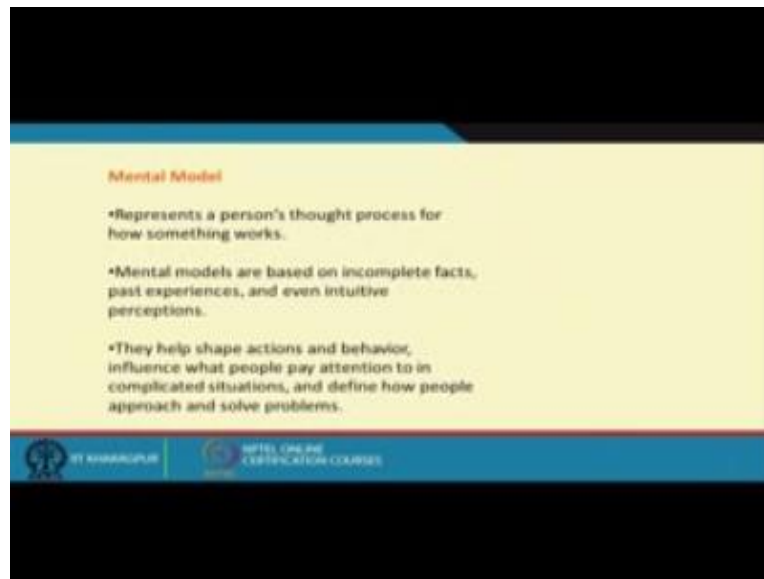 Mental Model
•Represents a person's thought process for
how something works.
•Mental models are based on incomplete facts,
past experiences, and even intuitive
perceptions.
•They help shape actions and behavior,
influence what people pay attention to in
complicated situations, and define how people
approach and solve problems.
IIT KHARAGPUR
NPTEL ONLINE
CERTIFICATION COURSES